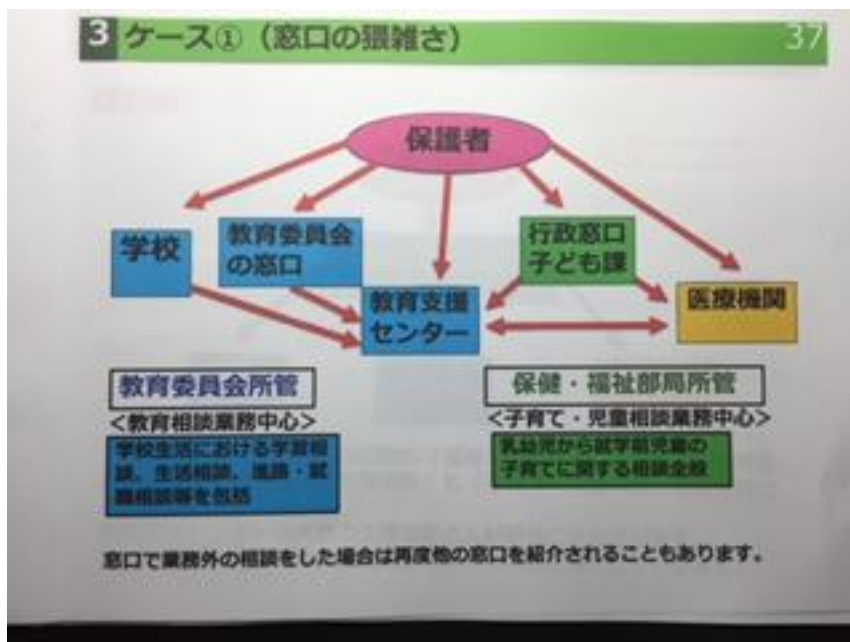 3 ケース①（窓口の猥雑さ） 37
保護者
学校
教育委員会
の窓口
行政窓口
子ども課
教育支援
センター
医療機関
教育委員会所管
<教育相談業務中心>
学校生活における学習相
談、生活相談、進路・就
職相談等を包括
保健・福祉部局所管
<子育て・児童相談業務中心>
乳幼児から就学前児童の
子育てに関する相談全般
窓口で業務外の相談をした場合は再度他の窓口を紹介されることもあります。